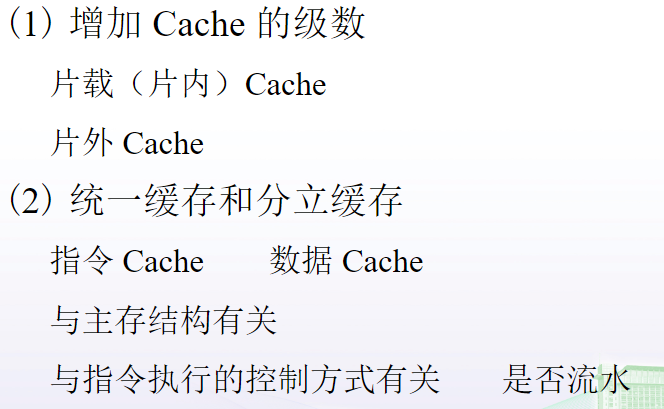 (1) 增加 Cache 的级数
片载（片内）Cache
片外 Cache
(2) 统一缓存和分立缓存
指令 Cache 数据 Cache
与主存结构有关
与指令执行的控制方式有关 是否流水